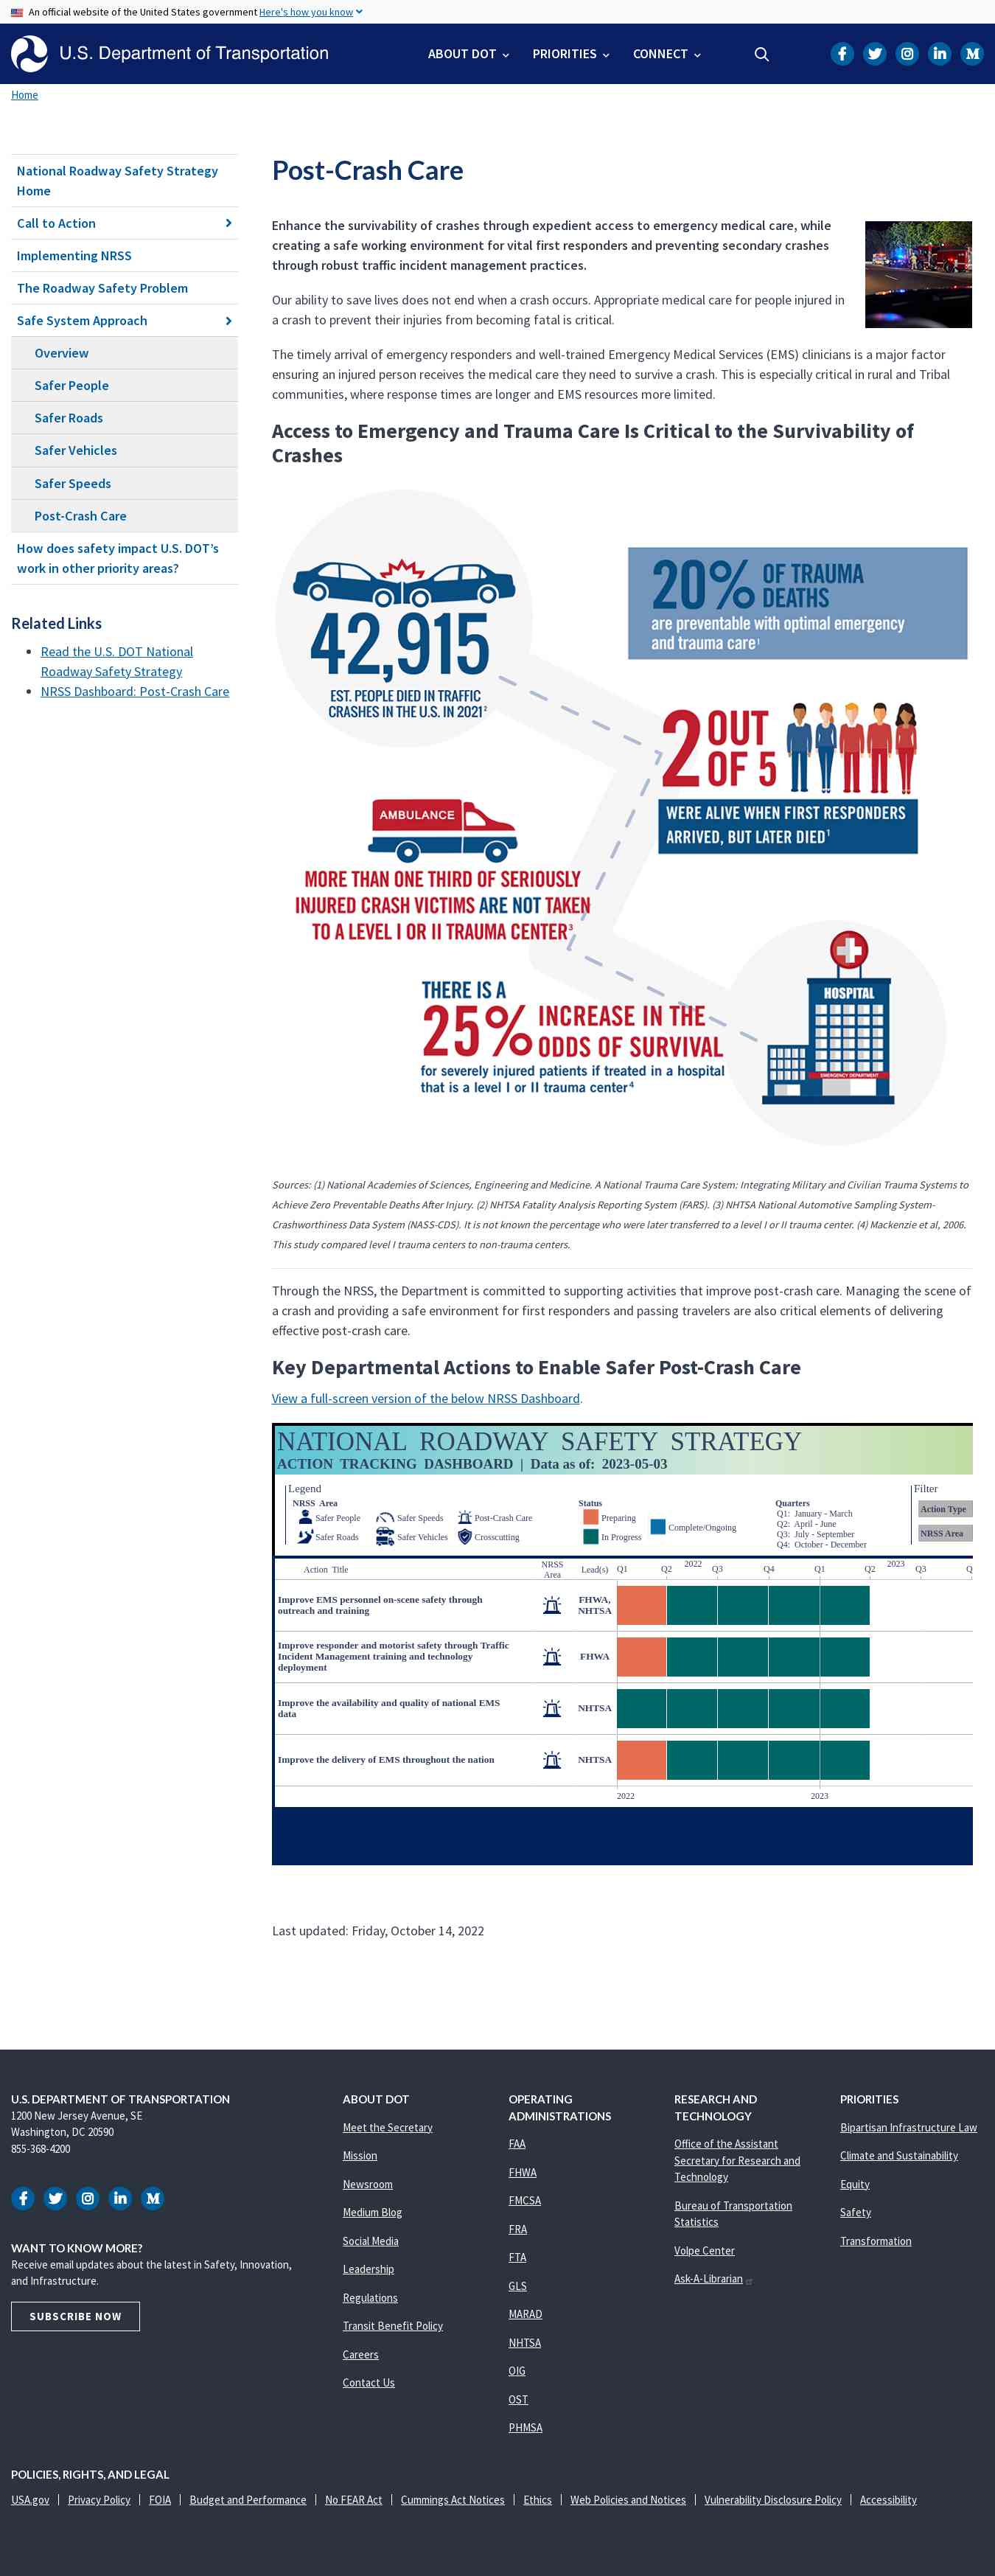 An official website of the United States government Here's how you know
U.S. Department of Transportation
ABOUT DOT
PRIORITIES
CONNECT
Home
National Roadway Safety Strategy
Home
Call to Action
Implementing NRSS
The Roadway Safety Problem
Safe System Approach
Overview
Safer People
Safer Roads
Safer Vehicles
Safer Speeds
Post-Crash Care
How does safety impact U.S. DOT’s
work in other priority areas?
Related Links
Read the U.S. DOT National
Roadway Safety Strategy
NRSS Dashboard: Post-Crash Care
Post-Crash Care
Enhance the survivability of crashes through expedient access to emergency medical care, while
creating a safe working environment for vital first responders and preventing secondary crashes
through robust traffic incident management practices.
Our ability to save lives does not end when a crash occurs. Appropriate medical care for people injured in
a crash to prevent their injuries from becoming fatal is critical.
The timely arrival of emergency responders and well-trained Emergency Medical Services (EMS) clinicians is a major factor
ensuring an injured person receives the medical care they need to survive a crash. This is especially critical in rural and Tribal
communities, where response times are longer and EMS resources more limited.
Access to Emergency and Trauma Care Is Critical to the Survivability of
Crashes
42,915
EST. PEOPLE DIED IN TRAFFIC
CRASHES IN THE U.S. IN 2021²
20% OF TRAUMA
DEATHS
are preventable with optimal emergency
and trauma care¹
2 OUT
OF 5
WERE ALIVE WHEN FIRST RESPONDERS
ARRIVED, BUT LATER DIED¹
AMBULANCE
MORE THAN ONE THIRD OF SERIOUSLY
INJURED CRASH VICTIMS ARE NOT TAKEN
TO A LEVEL I OR II TRAUMA CENTER³
THERE IS A
25% INCREASE IN THE
ODDS OF SURVIVAL
for severely injured patients if treated in a hospital
that is a level I or II trauma center⁴
HOSPITAL
EMERGENCY DEPARTMENT
Sources: (1) National Academies of Sciences, Engineering and Medicine. A National Trauma Care System: Integrating Military and Civilian Trauma Systems to
Achieve Zero Preventable Deaths After Injury. (2) NHTSA Fatality Analysis Reporting System (FARS). (3) NHTSA National Automotive Sampling System-
Crashworthiness Data System (NASS-CDS). It is not known the percentage who were later transferred to a level I or II trauma center. (4) Mackenzie et al, 2006.
This study compared level I trauma centers to non-trauma centers.
Through the NRSS, the Department is committed to supporting activities that improve post-crash care. Managing the scene of
a crash and providing a safe environment for first responders and passing travelers are also critical elements of delivering
effective post-crash care.
Key Departmental Actions to Enable Safer Post-Crash Care
View a full-screen version of the below NRSS Dashboard.
NATIONAL ROADWAY SAFETY STRATEGY
ACTION TRACKING DASHBOARD | Data as of: 2023-05-03
Legend
NRSS Area
Safer People
Safer Speeds
Post-Crash Care
Safer Roads
Safer Vehicles
Crosscutting
Status
Preparing
In Progress
Complete/Ongoing
Quarters
Q1: January - March
Q2: April - June
Q3: July - September
Q4: October - December
Filter
Action Type
NRSS Area
Action Title
NRSS
Area
Lead(s)
2022
2023
Q1 Q2 Q3 Q4 Q1 Q2 Q3 Q
Improve EMS personnel on-scene safety through
outreach and training
FHWA,
NHTSA
Improve responder and motorist safety through Traffic
Incident Management training and technology
deployment
FHWA
Improve the availability and quality of national EMS
data
NHTSA
Improve the delivery of EMS throughout the nation
NHTSA
2022
2023
Last updated: Friday, October 14, 2022
U.S. DEPARTMENT OF TRANSPORTATION
1200 New Jersey Avenue, SE
Washington, DC 20590
855-368-4200
WANT TO KNOW MORE?
Receive email updates about the latest in Safety, Innovation,
and Infrastructure.
SUBSCRIBE NOW
ABOUT DOT
Meet the Secretary
Mission
Newsroom
Medium Blog
Social Media
Leadership
Regulations
Transit Benefit Policy
Careers
Contact Us
OPERATING
ADMINISTRATIONS
FAA
FHWA
FMCSA
FRA
FTA
GLS
MARAD
NHTSA
OIG
OST
PHMSA
RESEARCH AND
TECHNOLOGY
Office of the Assistant
Secretary for Research and
Technology
Bureau of Transportation
Statistics
Volpe Center
Ask-A-Librarian
PRIORITIES
Bipartisan Infrastructure Law
Climate and Sustainability
Equity
Safety
Transformation
POLICIES, RIGHTS, AND LEGAL
USA.gov
Privacy Policy
FOIA
Budget and Performance
No FEAR Act
Cummings Act Notices
Ethics
Web Policies and Notices
Vulnerability Disclosure Policy
Accessibility